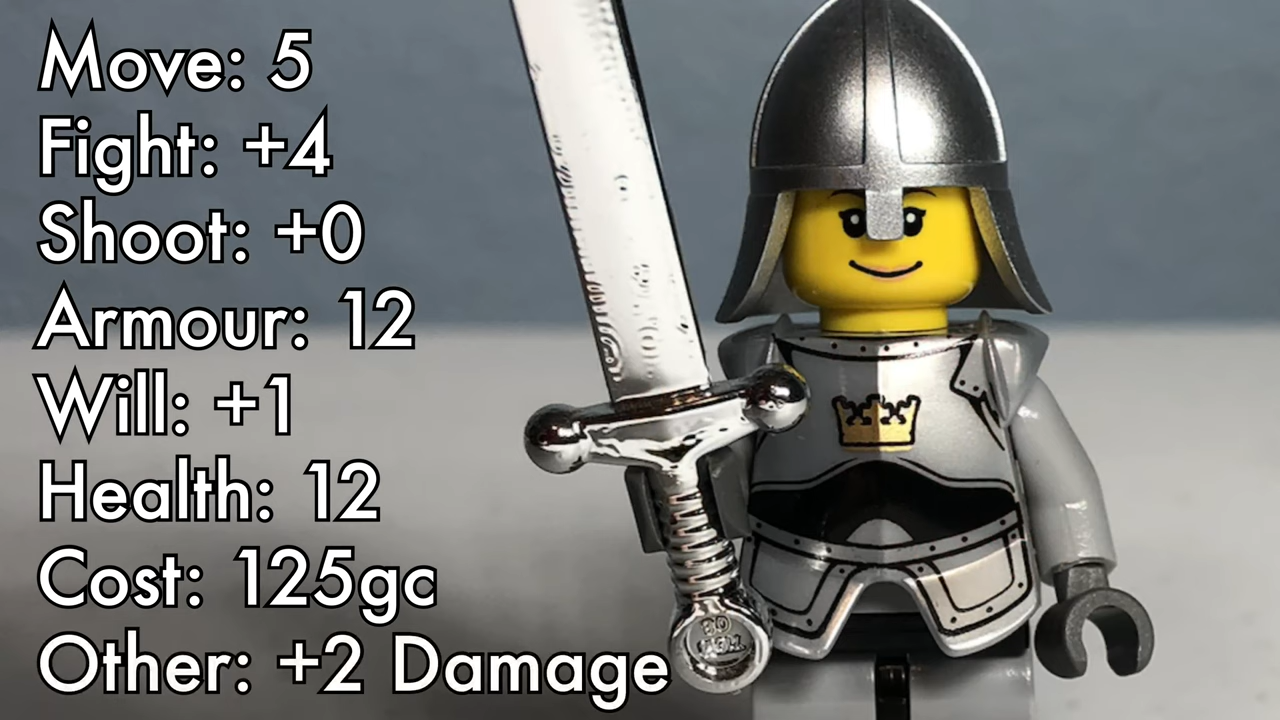 Move: 5
Fight: +4
Shoot: +0
Armour: 12
Will: +1
Health: 12
Cost: 125gc
Other: +2 Damage